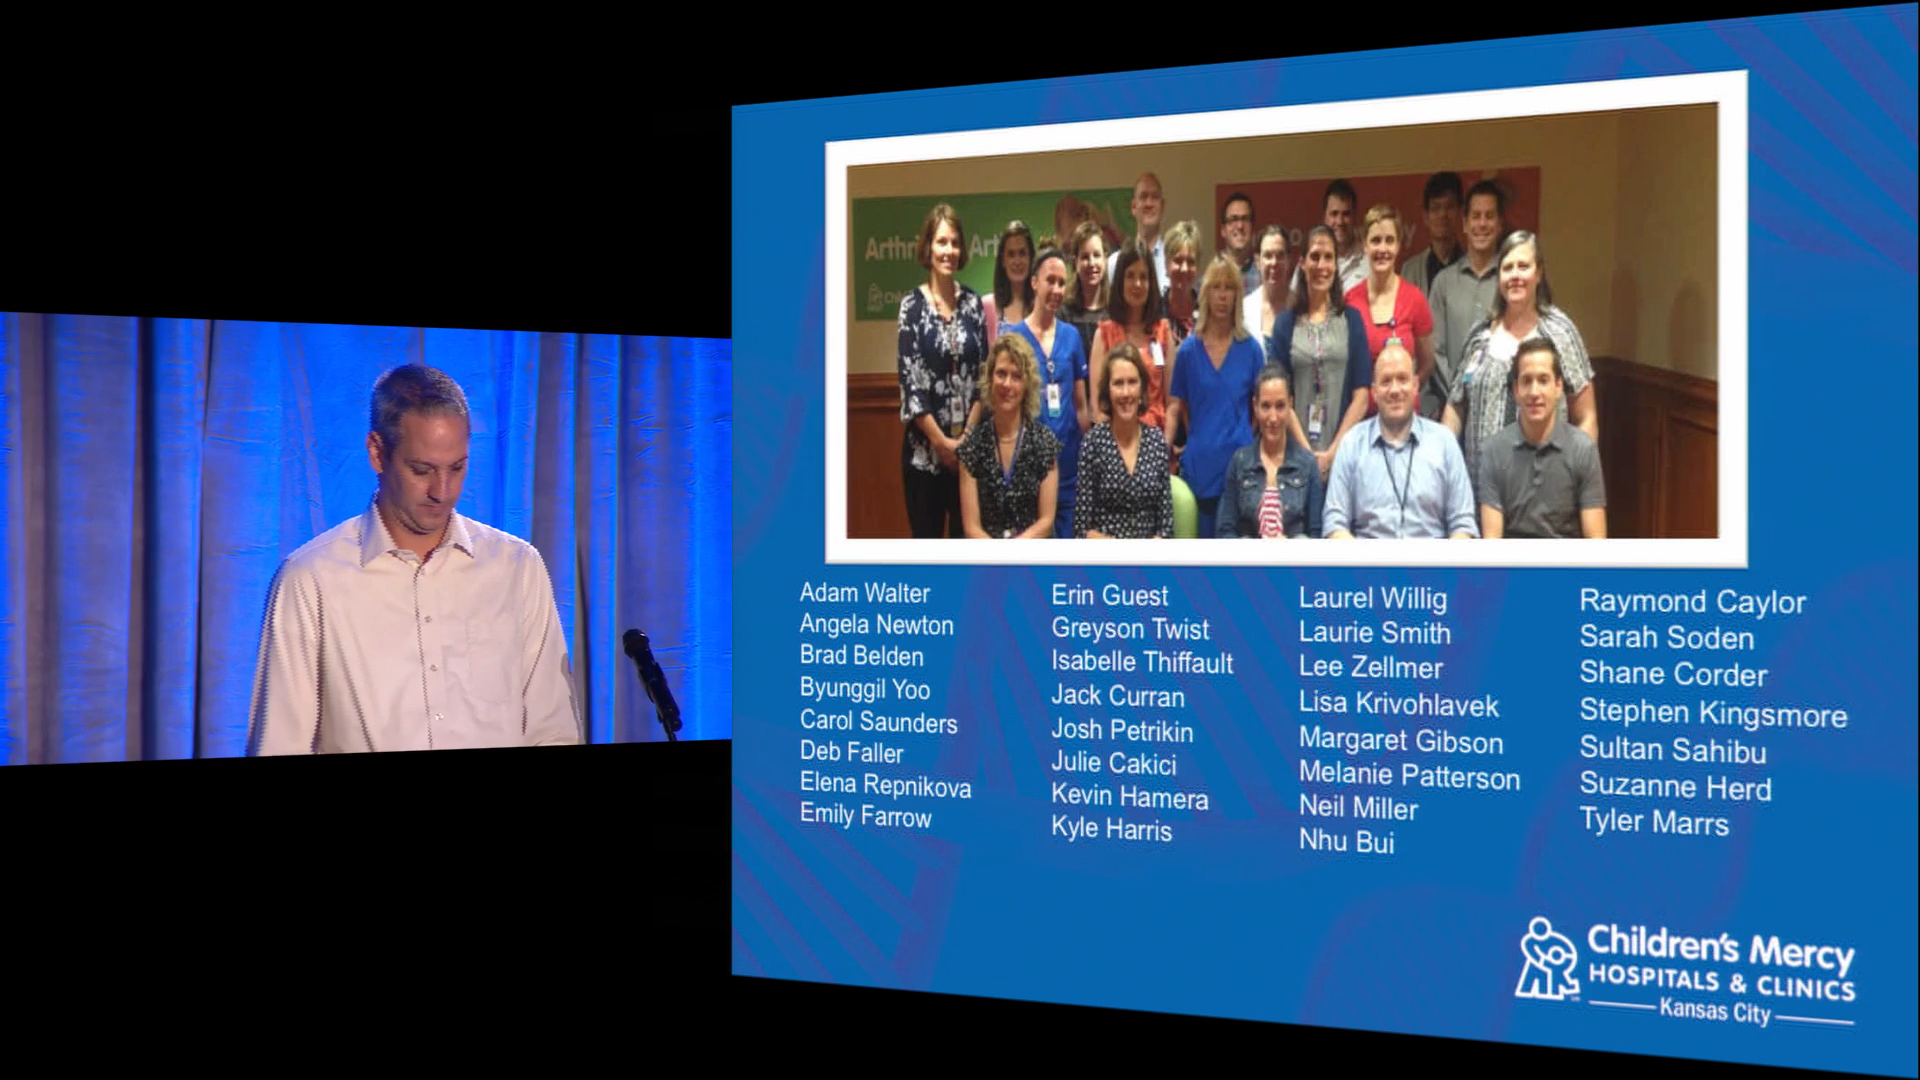 Arthri
Art
Adam Walter
Angela Newton
Brad Belden
Byunggil Yoo
Carol Saunders
Deb Faller
Elena Repnikova
Emily Farrow
Erin Guest
Greyson Twist
Isabelle Thiffault
Jack Curran
Josh Petrikin
Julie Cakici
Kevin Hamera
Kyle Harris
Laurel Willig
Laurie Smith
Lee Zellmer
Lisa Krivohlavek
Margaret Gibson
Melanie Patterson
Neil Miller
Nhu Bui
Raymond Caylor
Sarah Soden
Shane Corder
Stephen Kingsmore
Sultan Sahibu
Suzanne Herd
Tyler Marrs
Children's Mercy
HOSPITALS & CLINICS
Kansas City